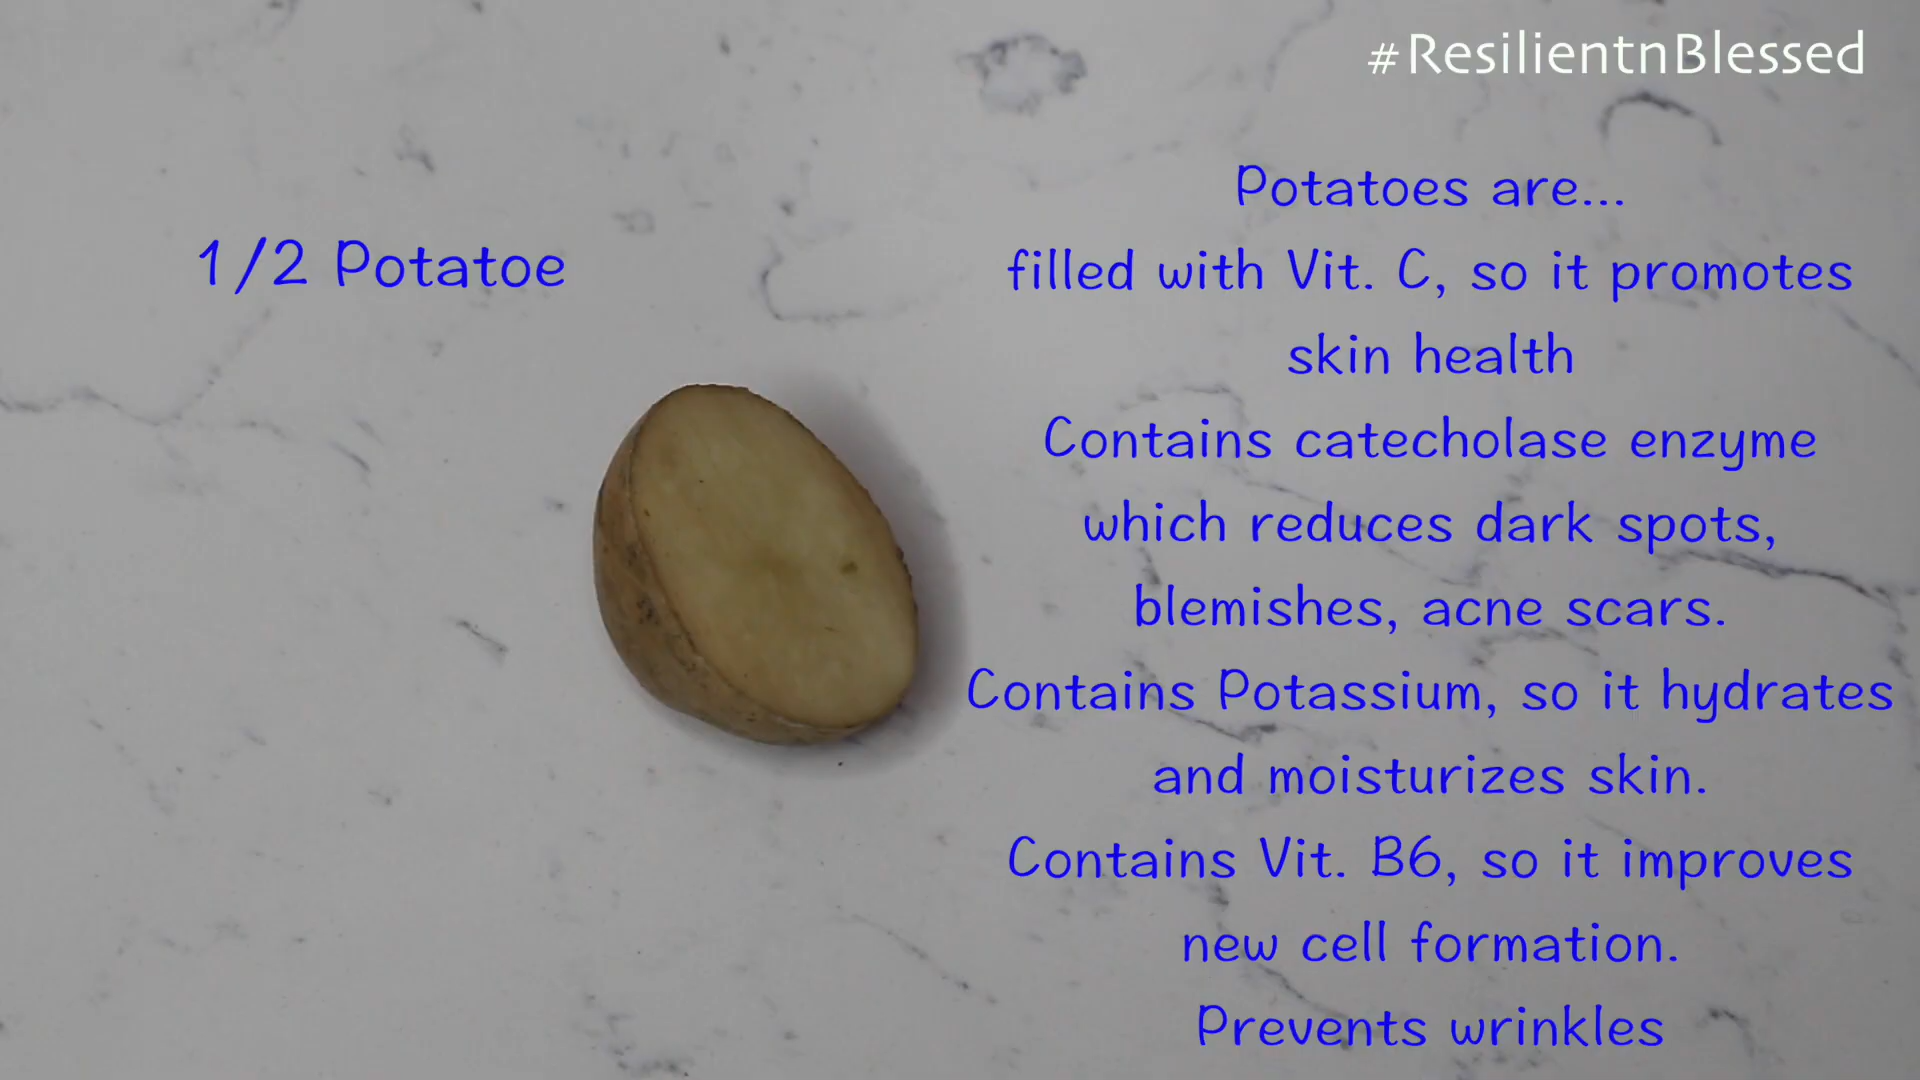 #ResilientnBlessed
1/2 Potatoe
Potatoes are...
filled with Vit. C, so it promotes
skin health
Contains catecholase enzyme
which reduces dark spots,
blemishes, acne scars.
Contains Potassium, so it hydrates
and moisturizes skin.
Contains Vit. B6, so it improves
new cell formation.
Prevents wrinkles